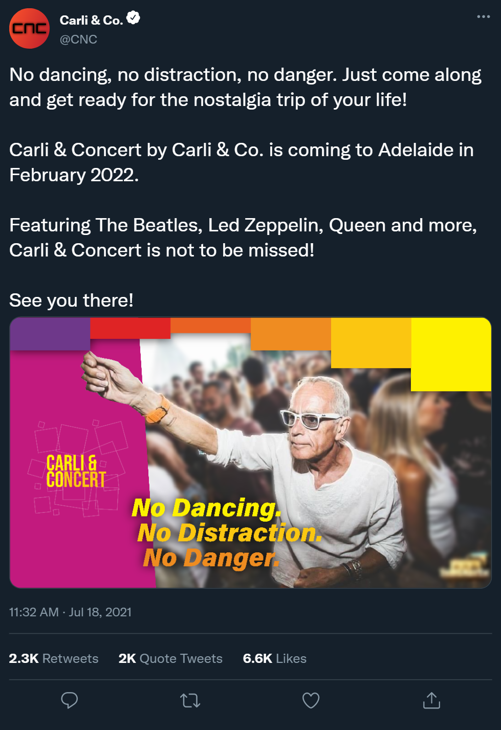 CNC
Carli & Co.
@CNC
No dancing, no distraction, no danger. Just come along
and get ready for the nostalgia trip of your life!
Carli & Concert by Carli & Co. is coming to Adelaide in
February 2022.
Featuring The Beatles, Led Zeppelin, Queen and more,
Carli & Concert is not to be missed!
See you there!
CARLI &
CONCERT
No Dancing.
No Distraction.
No Danger.
11:32 AM · Jul 18, 2021
2.3K Retweets 2K Quote Tweets 6.6K Likes